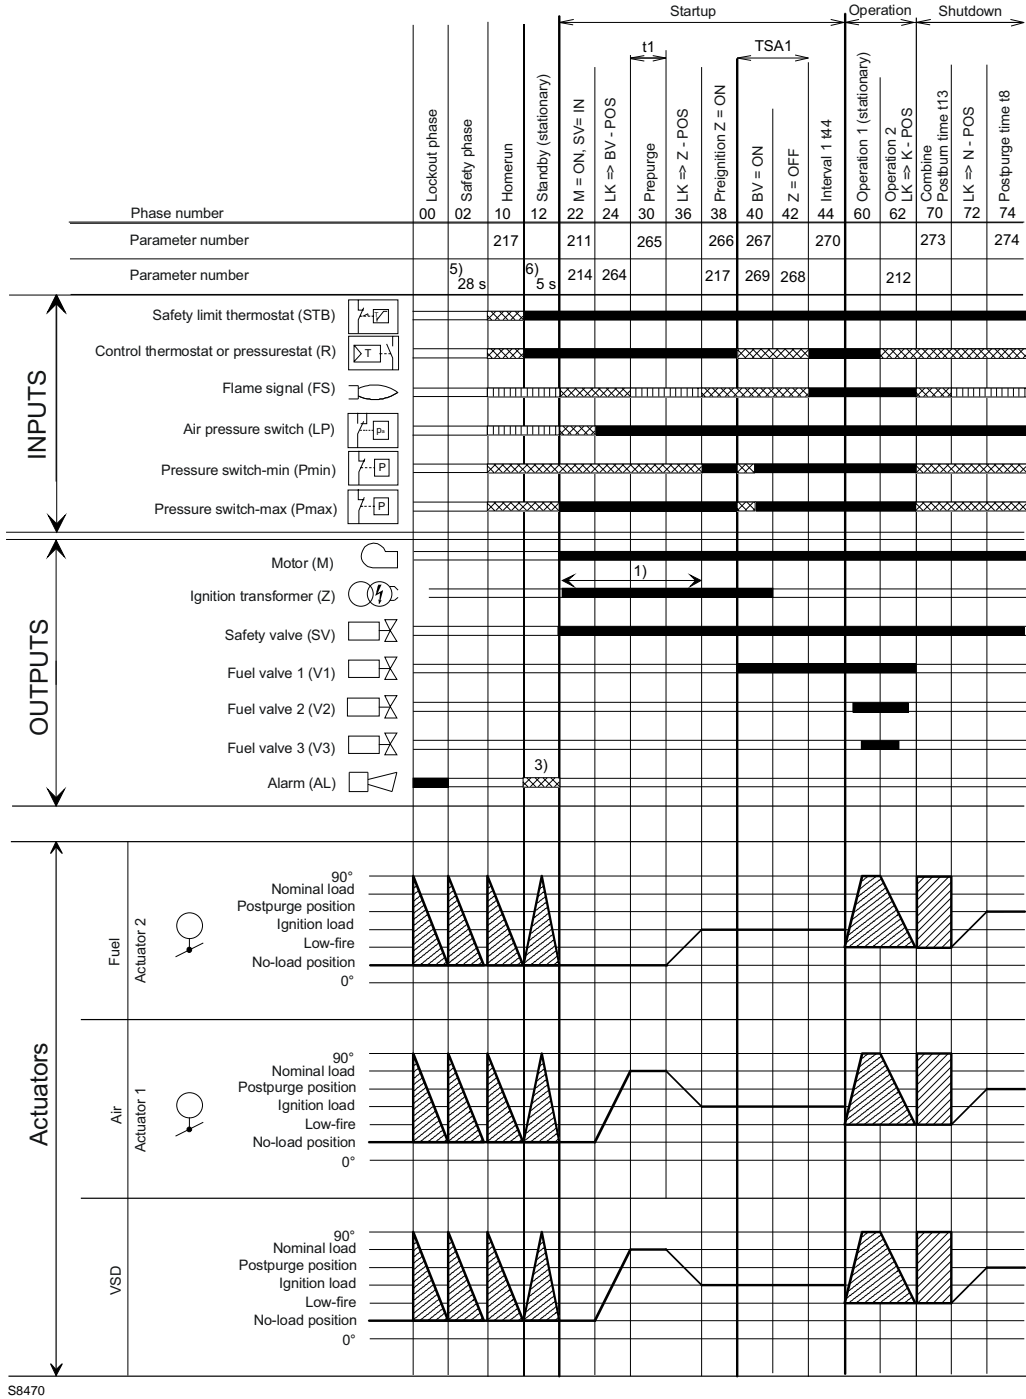 Startup Operation Shutdown
t1 TSA1
Lockout phase
Safety phase
Homerun
Standby (stationary)
M = ON, SV= IN
LK => BV - POS
Prepurge
LK => Z - POS
Preignition Z = ON
BV = ON
Z = OFF
Interval 1 t44
Operation 1 (stationary)
Operation 2
LK => K - POS
Combine
Postburn time t13
LK => N - POS
Postpurge time t8
Phase number 00 02 10 12 22 24 30 36 38 40 42 44 60 62 70 72 74
Parameter number 217 211 265 266 267 270 273 274
Parameter number 5) 28 s 6) 5 s 214 264 217 269 268 212
INPUTS
Safety limit thermostat (STB)
Control thermostat or pressurestat (R) T
Flame signal (FS)
Air pressure switch (LP)
Pressure switch-min (Pmin) P
Pressure switch-max (Pmax) P
OUTPUTS
Motor (M)
1)
Ignition transformer (Z)
Safety valve (SV)
Fuel valve 1 (V1)
Fuel valve 2 (V2)
Fuel valve 3 (V3)
3)
Alarm (AL)
Actuators
Fuel
Actuator 2
90°
Nominal load
Postpurge position
Ignition load
Low-fire
No-load position
0°
Air
Actuator 1
90°
Nominal load
Postpurge position
Ignition load
Low-fire
No-load position
0°
VSD
90°
Nominal load
Postpurge position
Ignition load
Low-fire
No-load position
0°
S8470